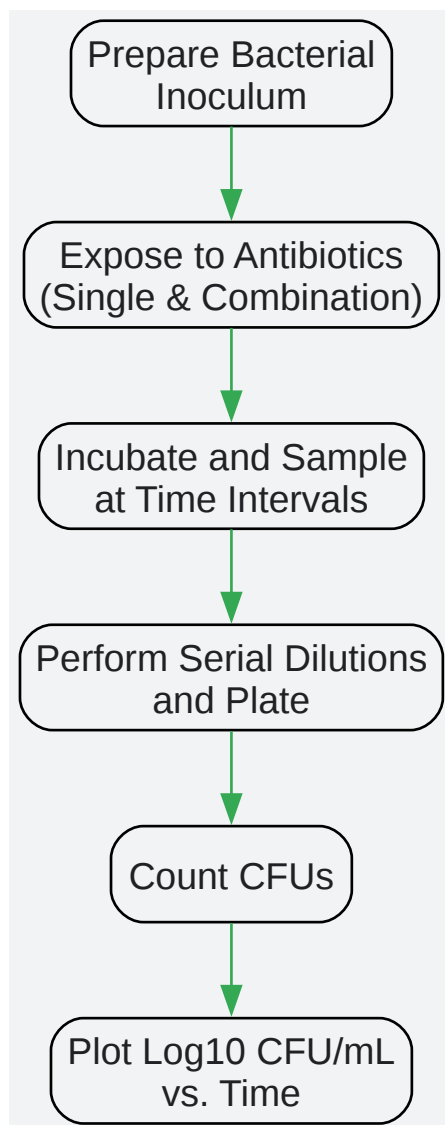 Prepare Bacterial
Inoculum
Expose to Antibiotics
(Single & Combination)
Incubate and Sample
at Time Intervals
Perform Serial Dilutions
and Plate
Count CFUs
Plot Log10 CFU/mL
vs. Time